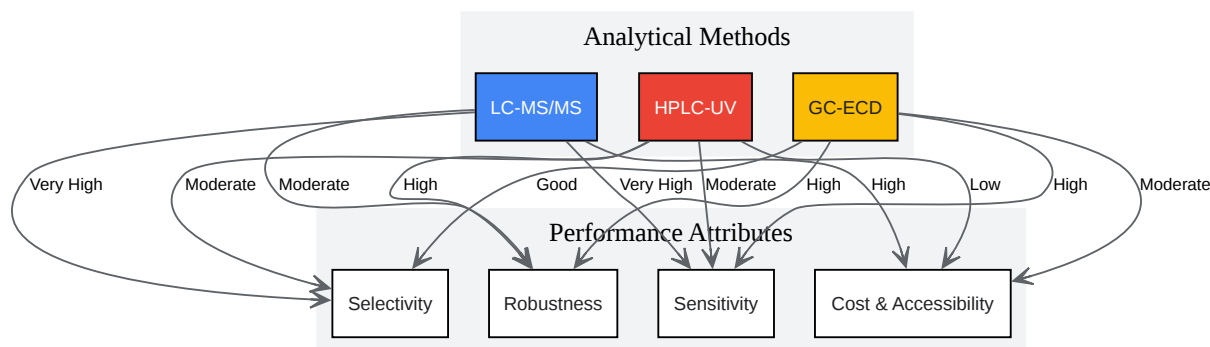 Analytical Methods
LC-MS/MS
HPLC-UV
GC-ECD
Very High
Moderate
Moderate
High
Good
Very High
Moderate
High
High
Low
High
Moderate
Performance Attributes
Selectivity
Robustness
Sensitivity
Cost & Accessibility